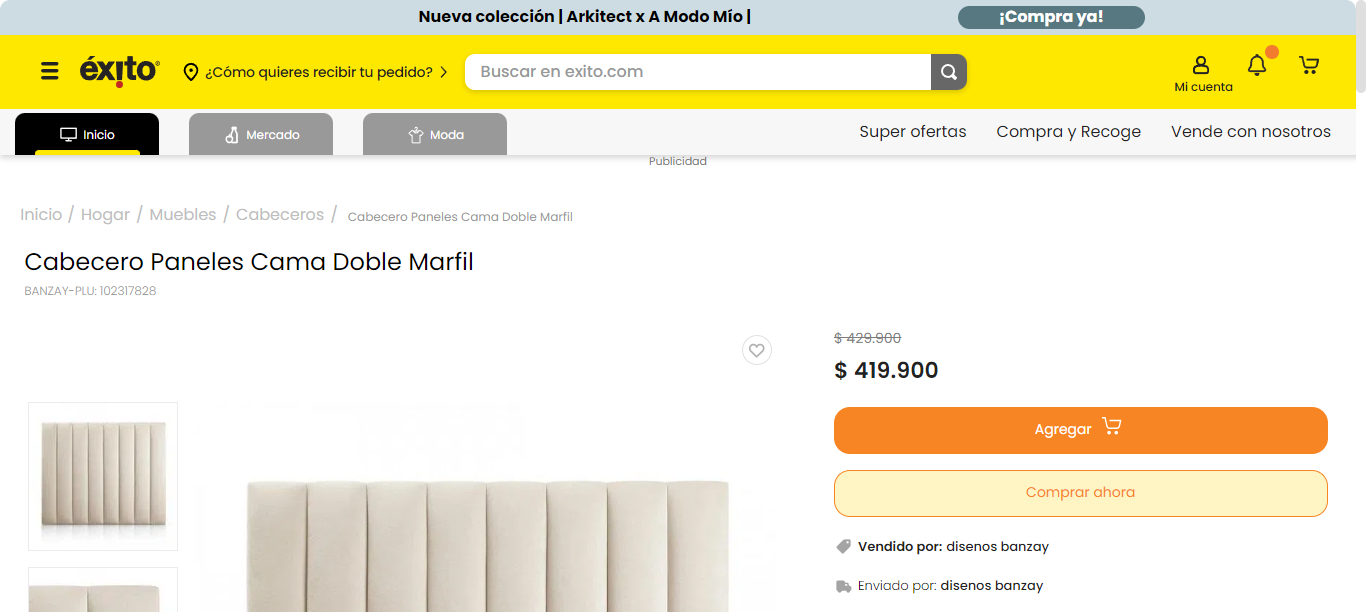 Nueva colección | Arkitect x A Modo Mío |
¡Compra ya!
éxito
¿Cómo quieres recibir tu pedido?
Buscar en exito.com
Mi cuenta
Inicio
Mercado
Moda
Super ofertas
Compra y Recoge
Vende con nosotros
Publicidad
Inicio / Hogar / Muebles / Cabeceros / Cabecero Paneles Cama Doble Marfil
Cabecero Paneles Cama Doble Marfil
BANZAY-PLU: 102317828
$ 429.900
$ 419.900
Agregar
Comprar ahora
Vendido por: disenos banzay
Enviado por: disenos banzay